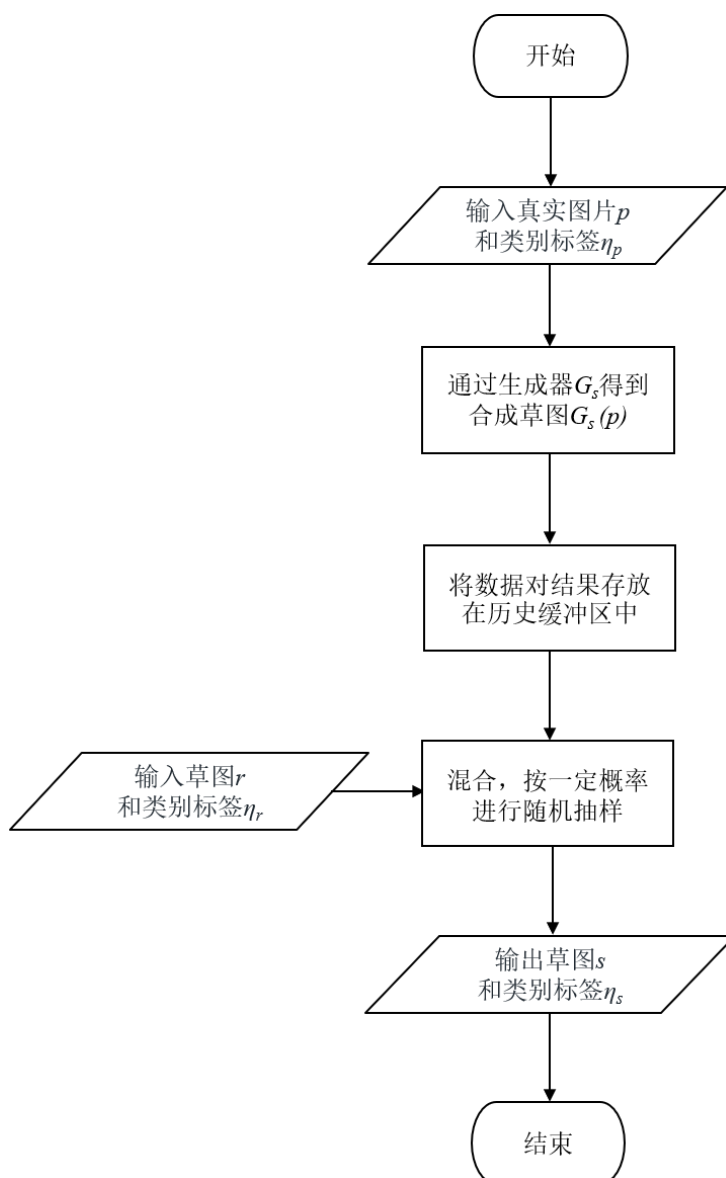 开始
输入真实图片p
和类别标签ηp
通过生成器Gs得到
合成草图Gs (p)
将数据对结果存放
在历史缓冲区中
输入草图r
和类别标签ηr
混合，按一定概率
进行随机抽样
输出草图s
和类别标签ηs
结束